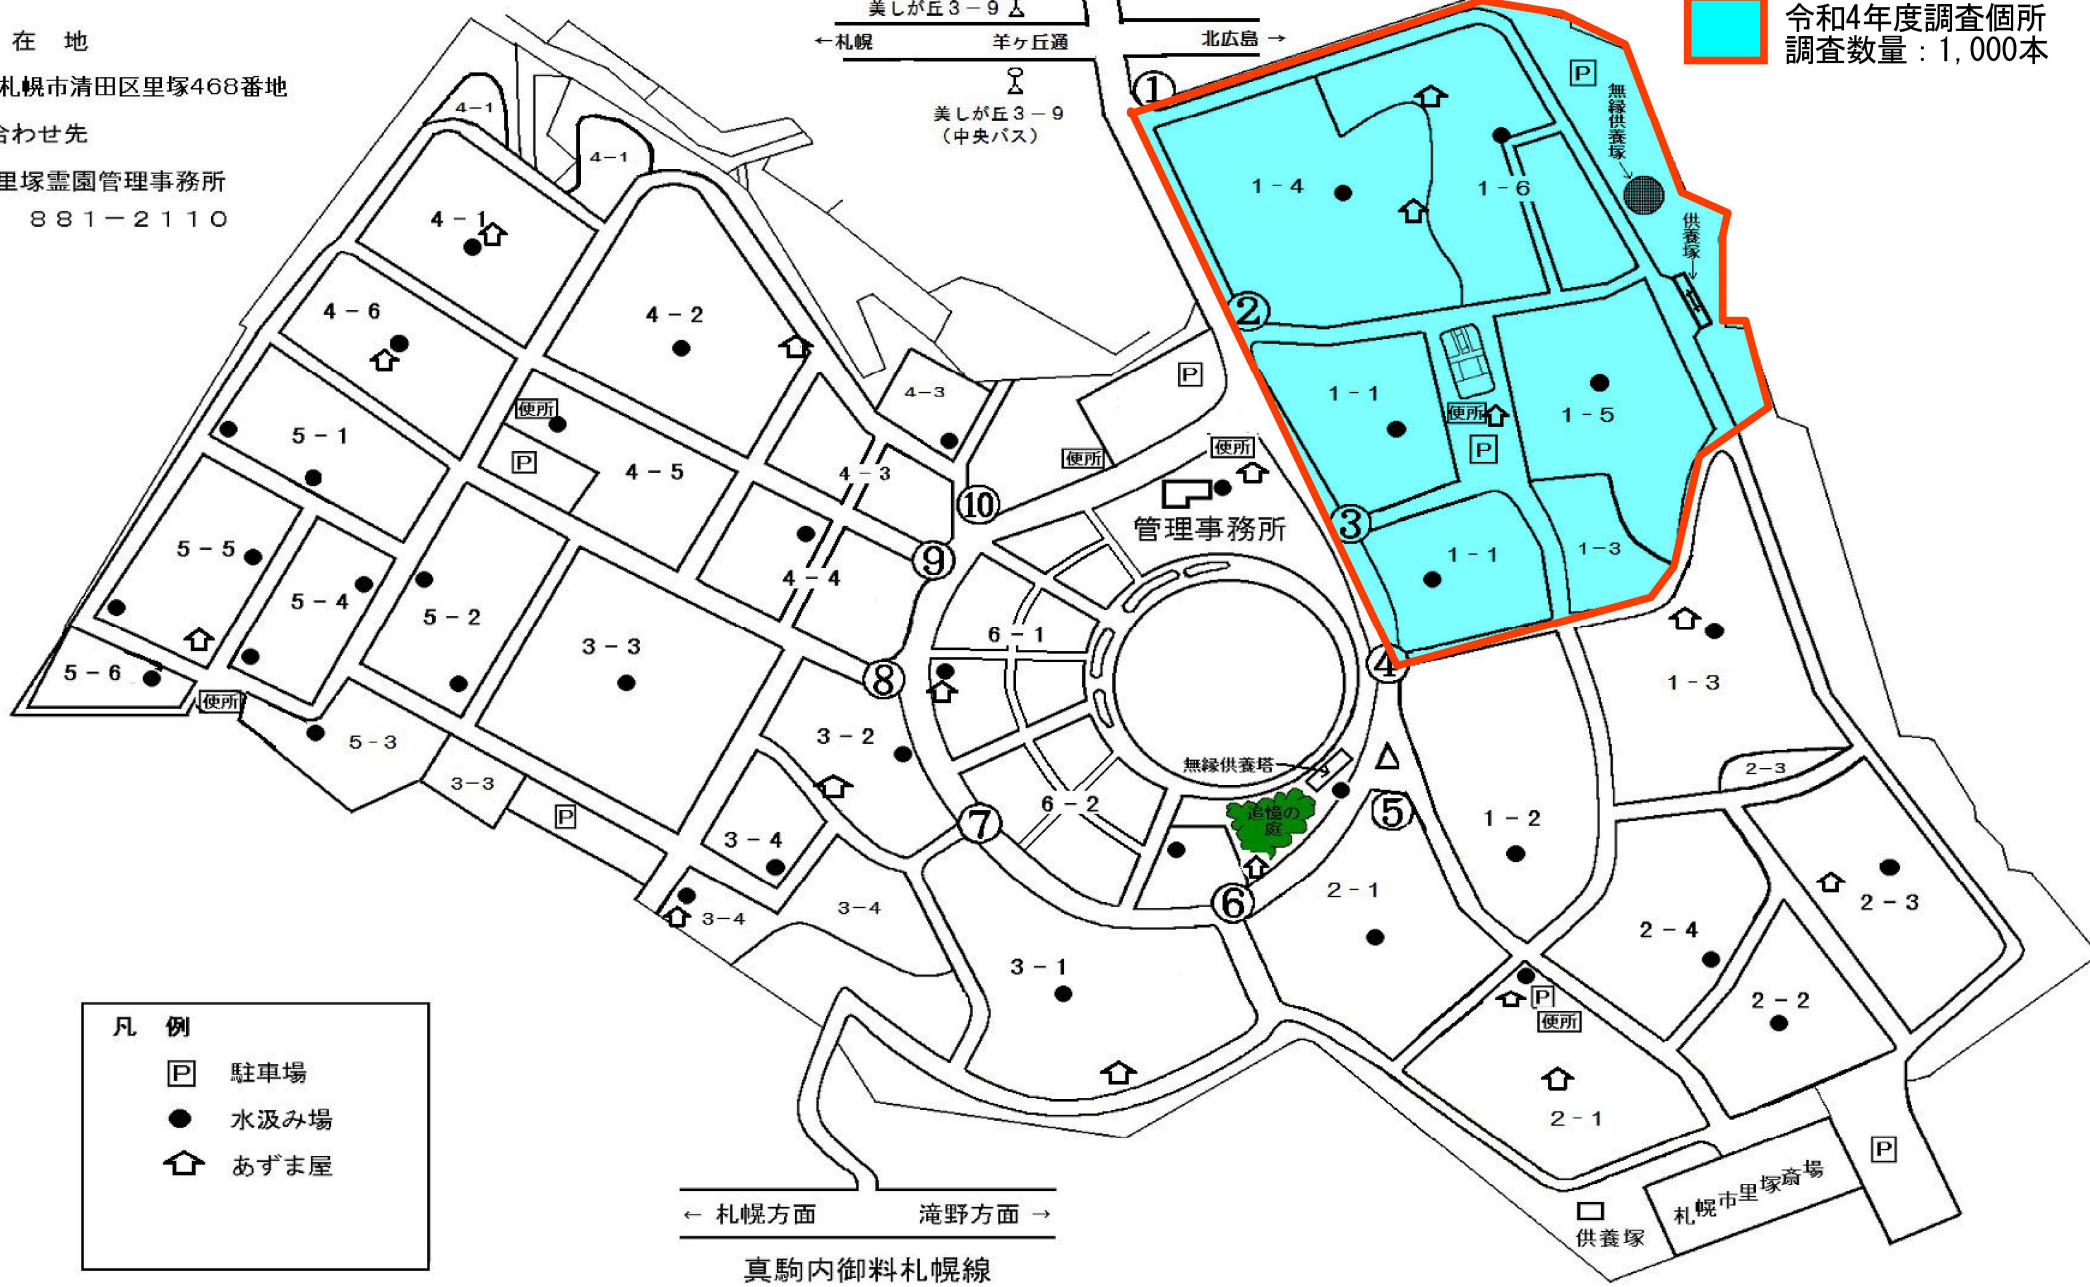 在 地
札幌市清田区里塚468番地
合わせ先
里塚霊園管理事務所
８８１－２１１０
美しが丘３－９
←札幌 羊ヶ丘通 北広島→
美しが丘３－９
（中央バス）
令和4年度調査個所
調査数量：1,000本
①
P
無縁供養塚
供養塚
1-4
1-6
②
1-1
便所
P
1-5
③
1-1
1-3
④
4-1
4-1
4-1
4-6
4-2
4-3
P
便所
便所
管理事務所
5-1
便所
P
4-5
4-3
⑩
5-5
5-4
5-2
4-4
⑨
3-3
6-1
⑧
5-6
便所
5-3
3-3
P
3-2
3-4
3-4
3-4
⑦
6-2
無縁供養塔
追憶の
庭
⑥
⑤
1-3
2-3
1-2
2-1
2-4
2-3
2-2
3-1
P
便所
2-1
P
札幌市里塚斎場
供養塚
凡 例
P 駐車場
● 水汲み場
あずま屋
← 札幌方面 滝野方面 →
真駒内御料札幌線